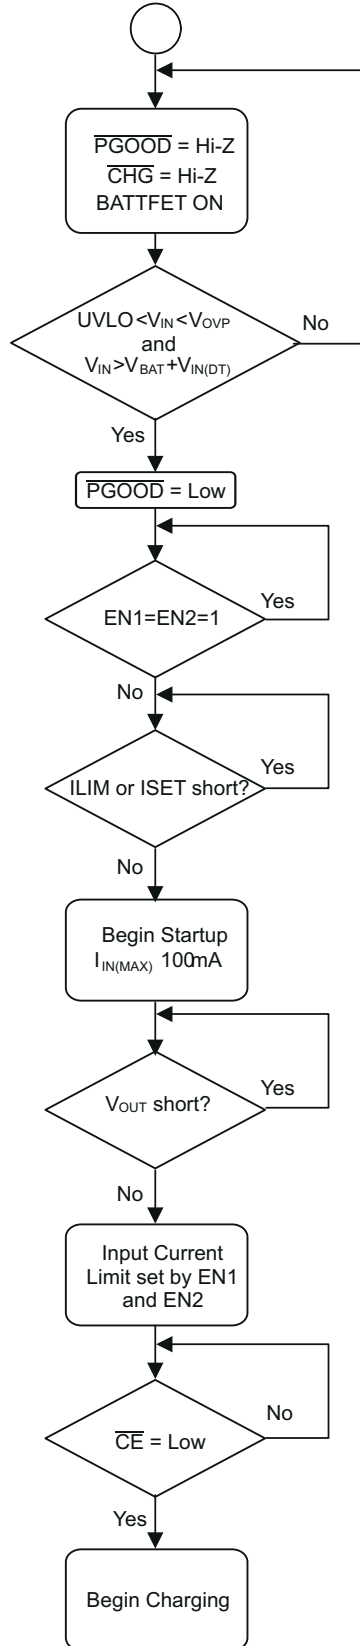 PGOOD = Hi-Z
CHG = Hi-Z
BATTFET ON
UVLO<VIN<VOVP
and
VIN>VBAT+VIN(DT)
No
Yes
PGOOD = Low
EN1=EN2=1
Yes
No
ILIM or ISET short?
Yes
No
Begin Startup
IIN(MAX) 100mA
VOUT short?
Yes
No
Input Current
Limit set by EN1
and EN2
CE = Low
No
Yes
Begin Charging